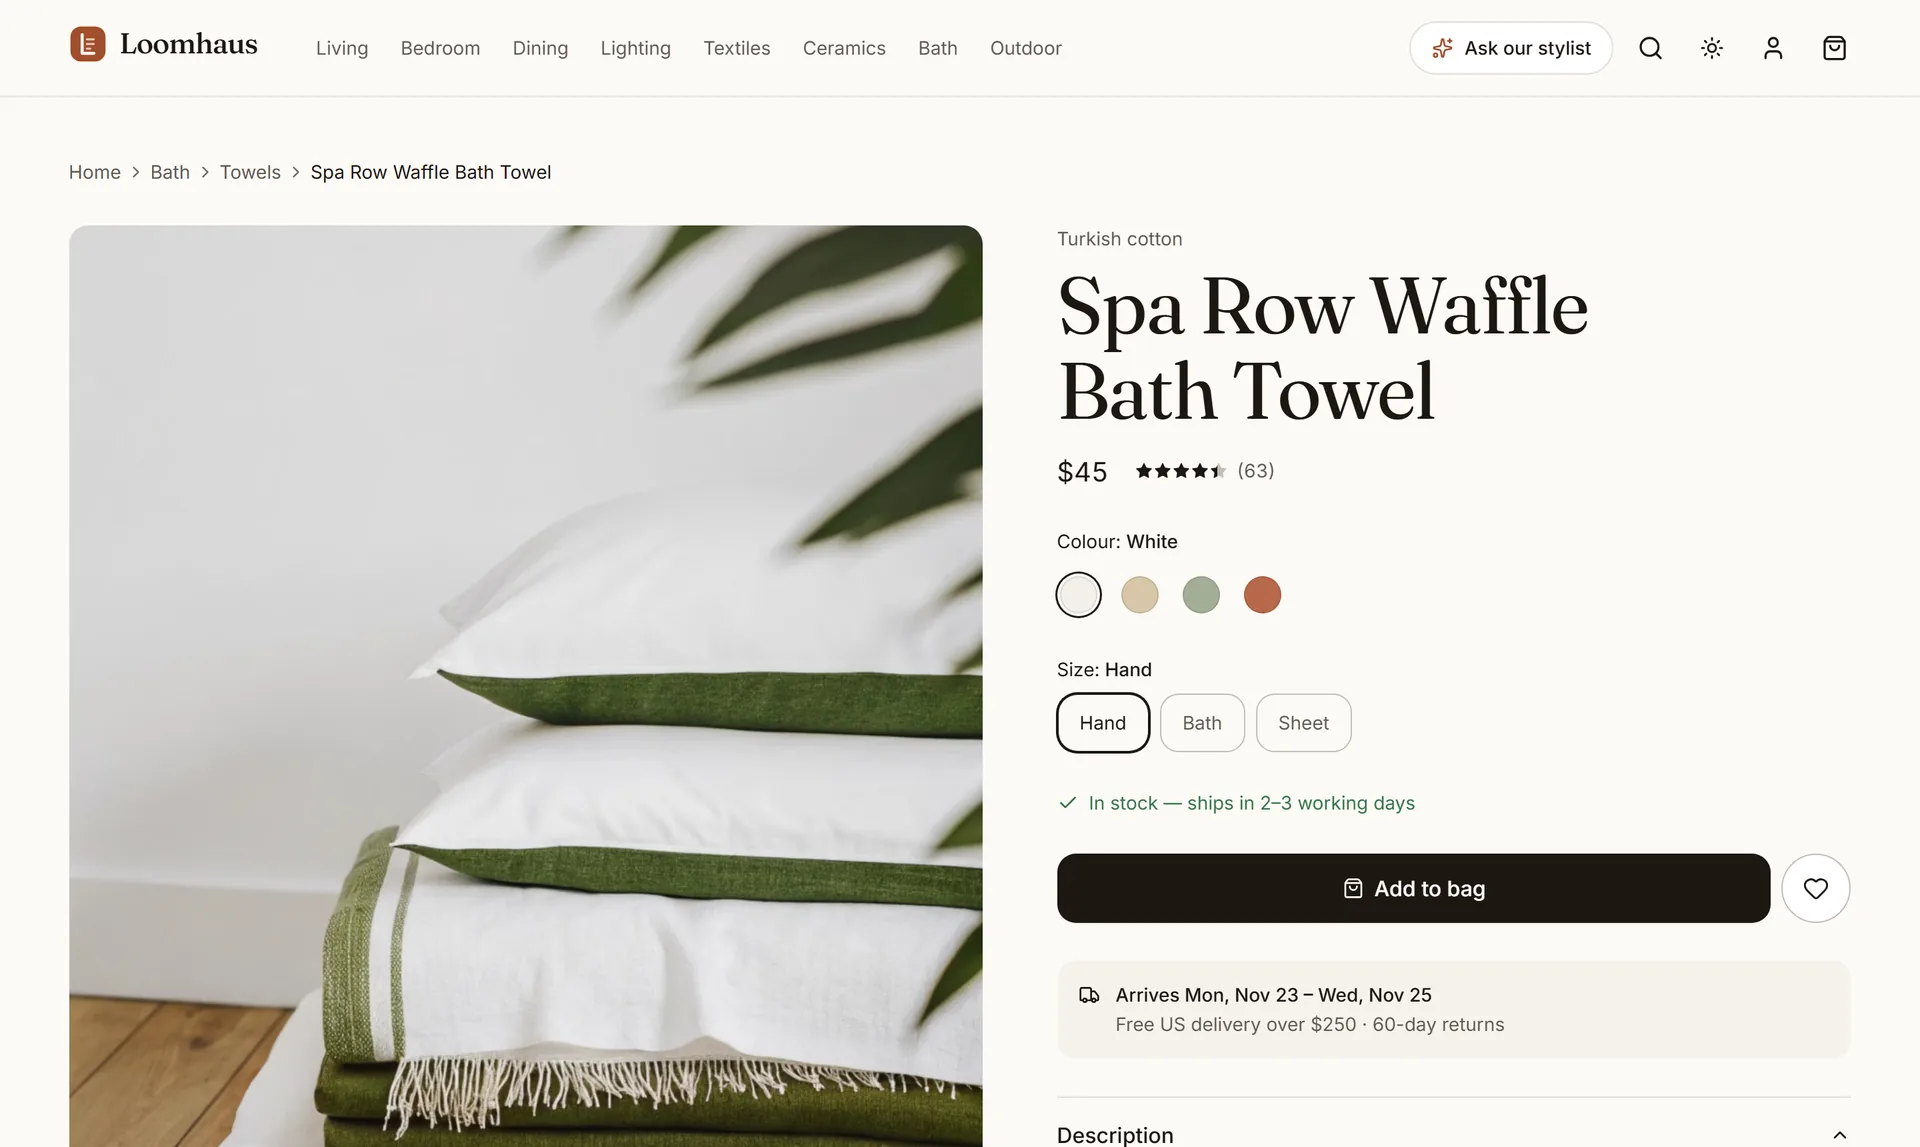 Loomhaus
Living
Bedroom
Dining
Lighting
Textiles
Ceramics
Bath
Outdoor
Ask our stylist
Home > Bath > Towels > Spa Row Waffle Bath Towel
Turkish cotton
Spa Row Waffle
Bath Towel
$45
(63)
Colour: White
Size: Hand
Hand
Bath
Sheet
In stock — ships in 2–3 working days
Add to bag
Arrives Mon, Nov 23 – Wed, Nov 25
Free US delivery over $250 · 60-day returns
Description